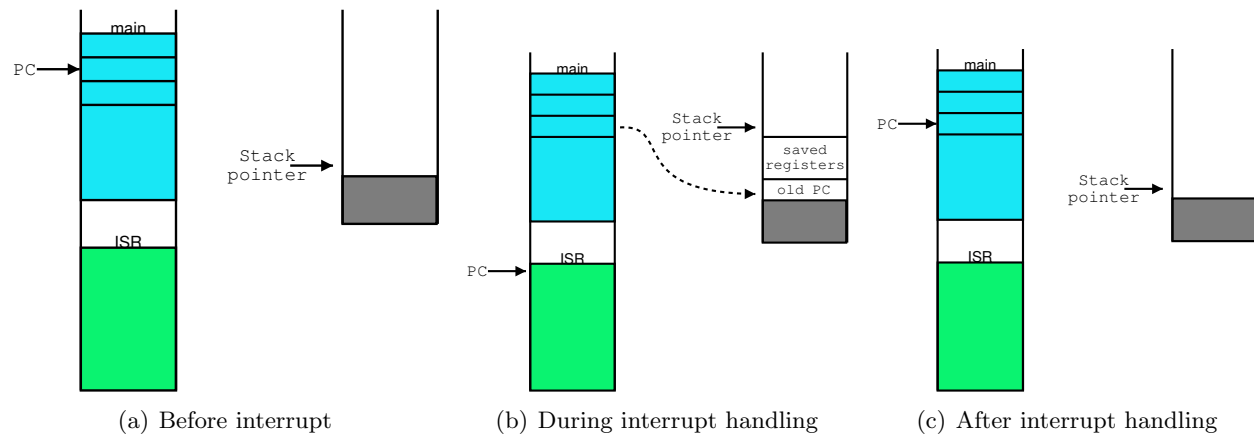 main
PC
Stack
pointer
ISR
(a) Before interrupt
main
Stack
pointer
saved
registers
old PC
ISR
PC
(b) During interrupt handling
main
PC
Stack
pointer
ISR
(c) After interrupt handling